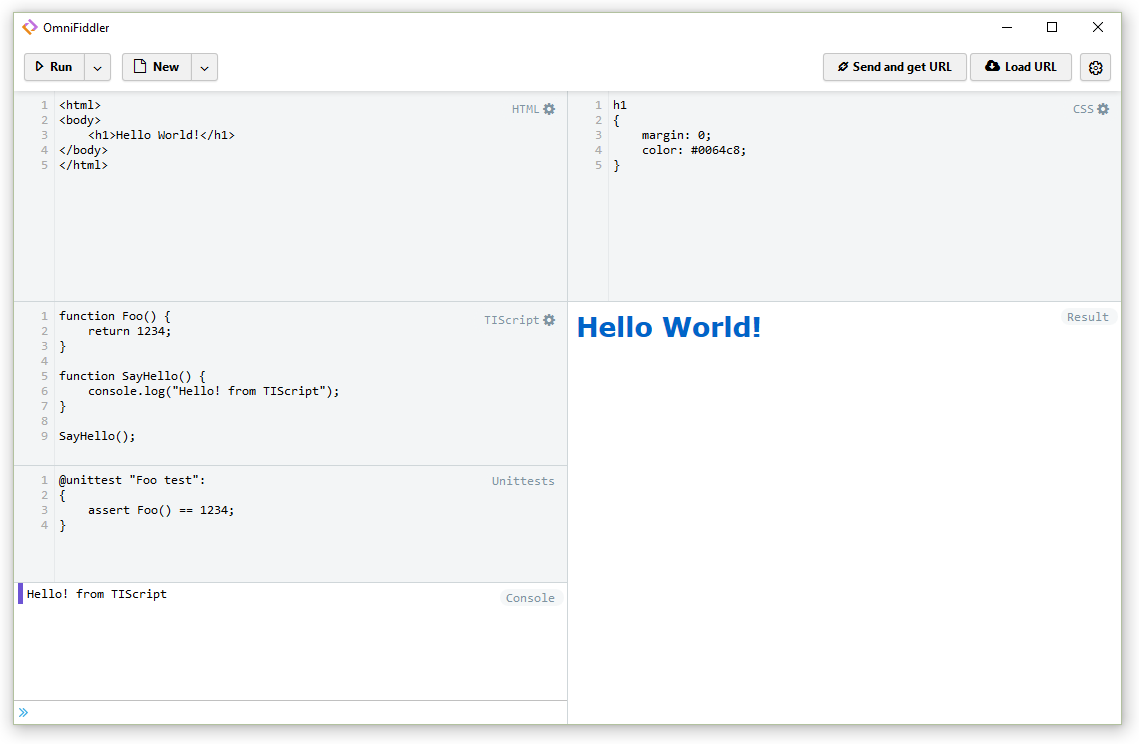 OmniFiddler
Run
New
Send and get URL
Load URL
HTML
1 <html>
2 <body>
3     <h1>Hello World!</h1>
4 </body>
5 </html>
CSS
1 h1
2 {
3     margin: 0;
4     color: #0064c8;
5 }
TIScript
1 function Foo() {
2     return 1234;
3 }
4
5 function SayHello() {
6     console.log("Hello! from TIScript");
7 }
8
9 SayHello();
Result
Hello World!
Unittests
1 @unittest "Foo test":
2 {
3     assert Foo() == 1234;
4 }
Console
Hello! from TIScript